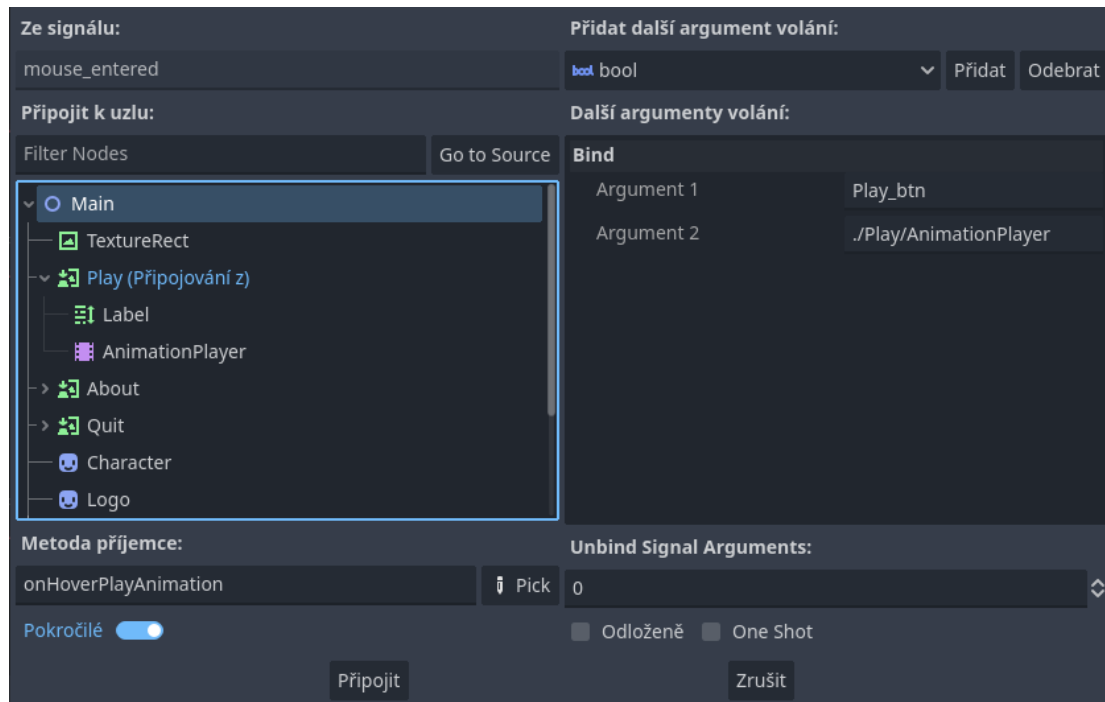 Ze signálu:
mouse_entered
Připojit k uzlu:
Filter Nodes
Go to Source
Main
TextureRect
Play (Připojování z)
Label
AnimationPlayer
About
Quit
Character
Logo
Metoda příjemce:
onHoverPlayAnimation
Pick
Pokročilé
Přidat další argument volání:
bool bool
Přidat
Odebrat
Další argumenty volání:
Bind
Argument 1 Play_btn
Argument 2 ./Play/AnimationPlayer
Unbind Signal Arguments:
0
Odloženě
One Shot
Připojit
Zrušit